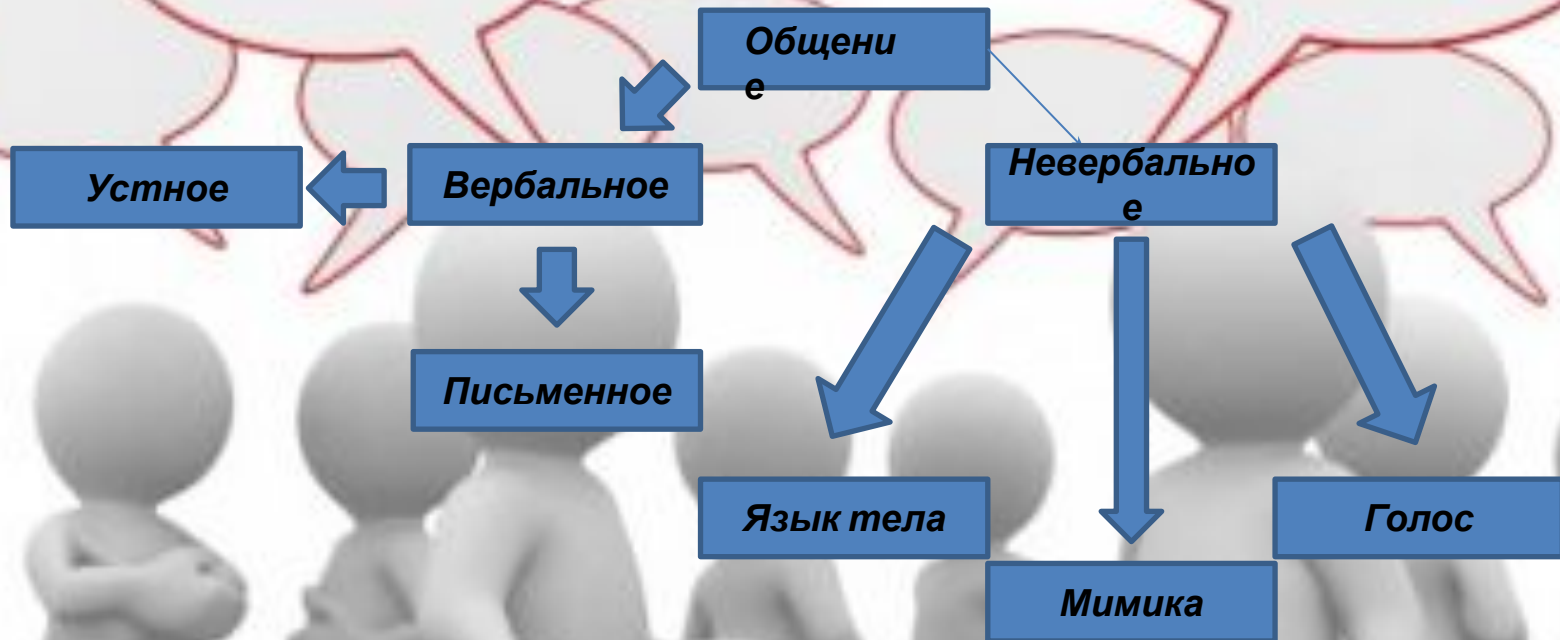 Общени
е
Устное
Вербальное
Невербально
е
Письменное
Язык тела
Голос
Мимика